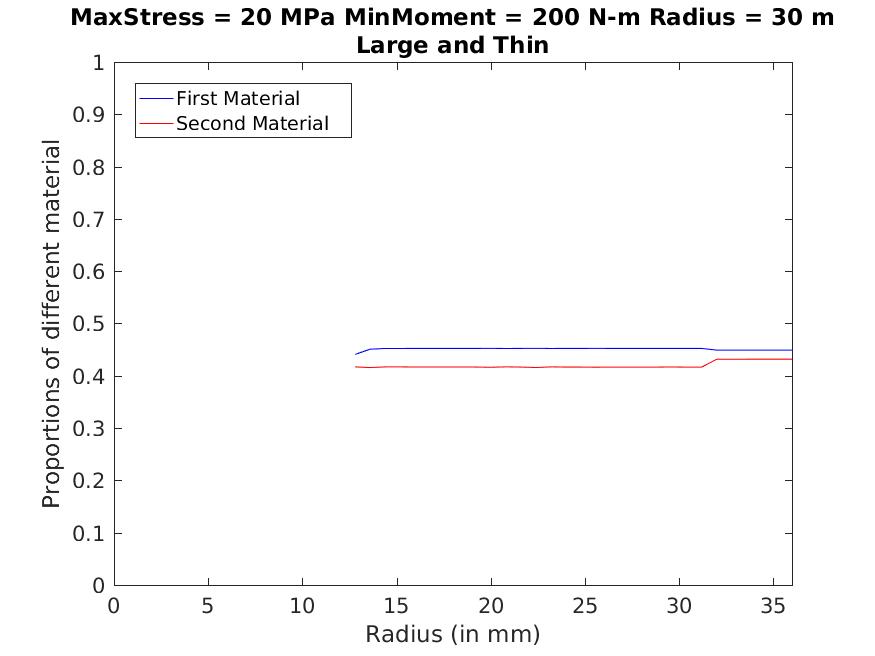 MaxStress = 20 MPa MinMoment = 200 N-m Radius = 30 m
Large and Thin
1
First Material
0.9
Second Material
0.8
0.7
0.6
0.5
0.4
0.3
0.2
0.1
0
Proportions of different material
0 5 10 15 20 25 30 35
Radius (in mm)